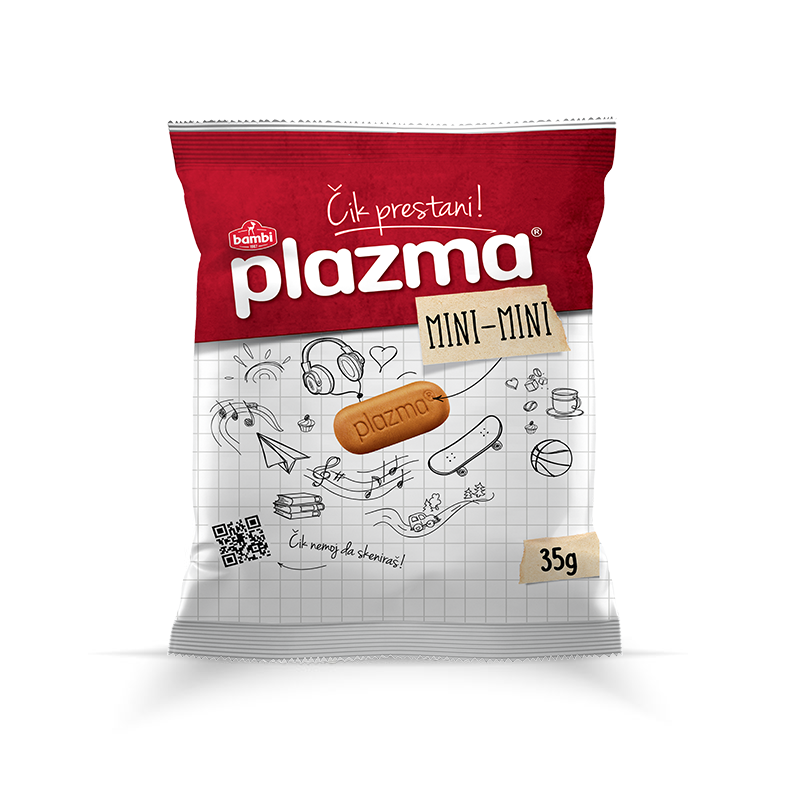 Čik prestani!
bambi
plazma®
MINI-MINI
plazma®
Čik nemoj da skeniraš!
35g